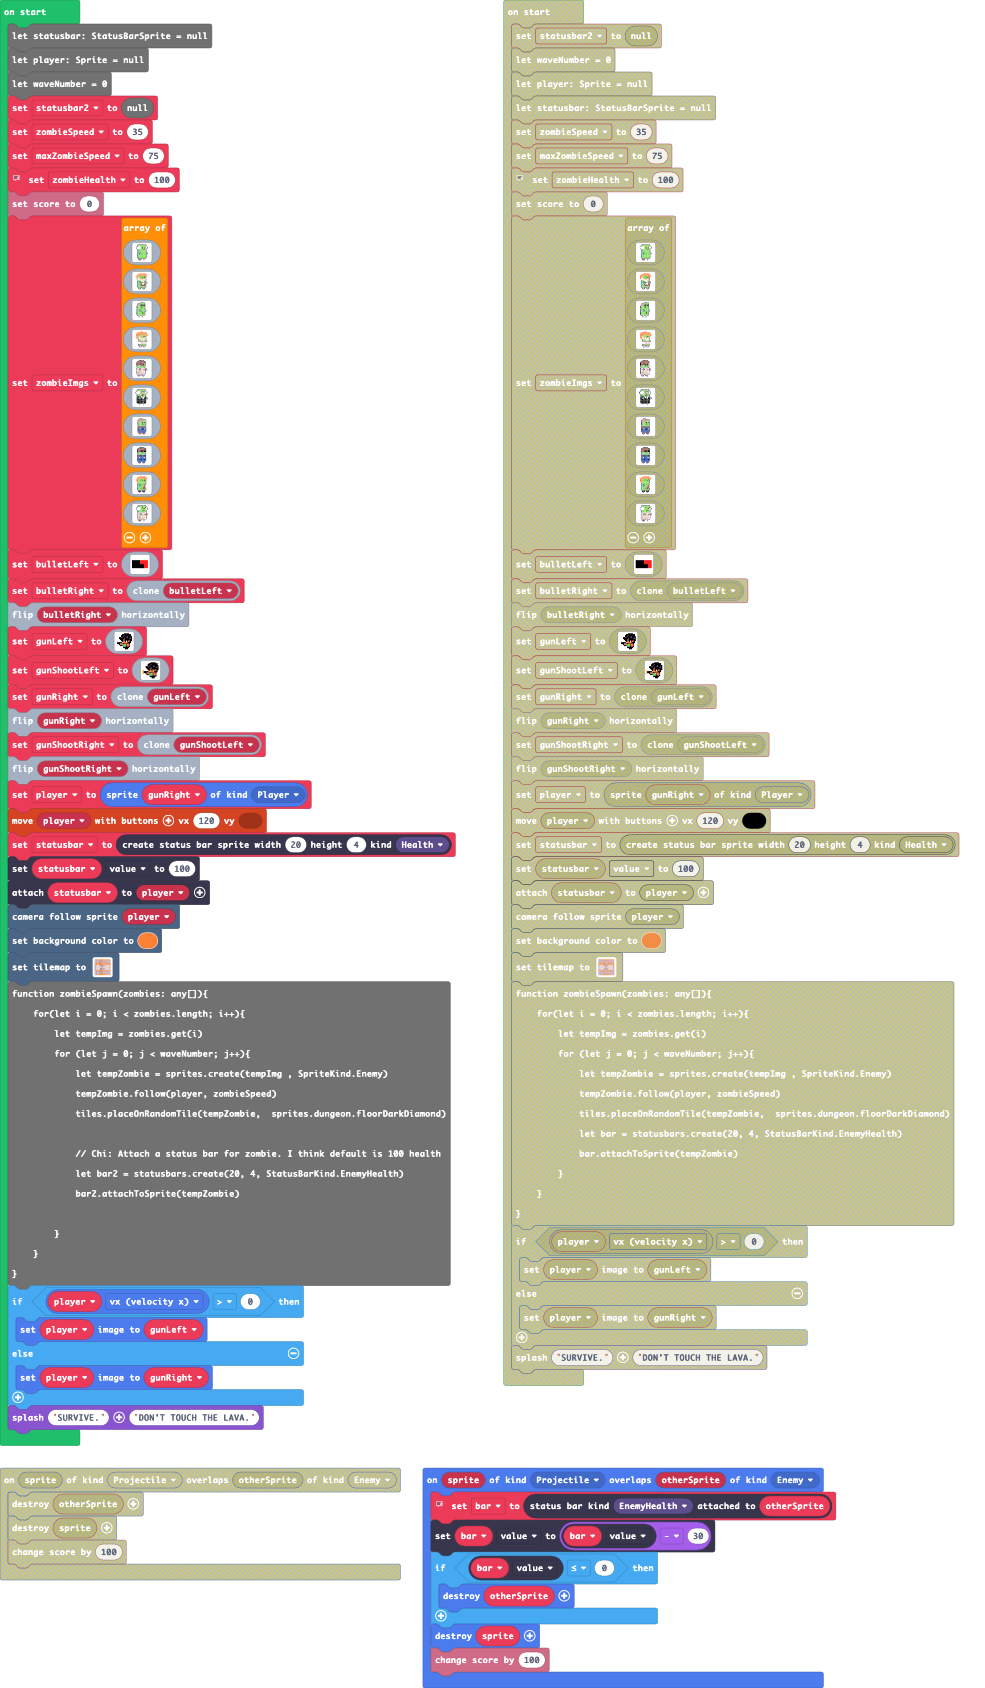 on start
let statusbar: StatusBarSprite = null
let player: Sprite = null
let waveNumber = 0
set statusbar2 to null
set zombieSpeed to 35
set maxZombieSpeed to 75
set zombieHealth to 100
set score to 0
array of
set zombieImgs to
set bulletLeft to
set bulletRight to clone bulletLeft
flip bulletRight horizontally
set gunLeft to
set gunShootLeft to
set gunRight to clone gunLeft
flip gunRight horizontally
set gunShootRight to clone gunShootLeft
flip gunShootRight horizontally
set player to sprite gunRight of kind Player
move player with buttons vx 120 vy
set statusbar to create status bar sprite width 20 height 4 kind Health
set statusbar value to 100
attach statusbar to player
camera follow sprite player
set background color to
set tilemap to
function zombieSpawn(zombies: any[]){
for(let i = 0; i < zombies.length; i++){
let tempImg = zombies.get(i)
for (let j = 0; j < waveNumber; j++){
let tempZombie = sprites.create(tempImg , SpriteKind.Enemy)
tempZombie.follow(player, zombieSpeed)
tiles.placeOnRandomTile(tempZombie,  sprites.dungeon.floorDarkDiamond)
// Chi: Attach a status bar for zombie. I think default is 100 health
let bar2 = statusbars.create(20, 4, StatusBarKind.EnemyHealth)
bar2.attachToSprite(tempZombie)
}
}
}
if player vx (velocity x) > 0 then
set player image to gunLeft
else
set player image to gunRight
splash "SURVIVE." "DON'T TOUCH THE LAVA."
on start
set statusbar2 to null
let waveNumber = 0
let player: Sprite = null
let statusbar: StatusBarSprite = null
set zombieSpeed to 35
set maxZombieSpeed to 75
set zombieHealth to 100
set score to 0
array of
set zombieImgs to
set bulletLeft to
set bulletRight to clone bulletLeft
flip bulletRight horizontally
set gunLeft to
set gunShootLeft to
set gunRight to clone gunLeft
flip gunRight horizontally
set gunShootRight to clone gunShootLeft
flip gunShootRight horizontally
set player to sprite gunRight of kind Player
move player with buttons vx 120 vy
set statusbar to create status bar sprite width 20 height 4 kind Health
set statusbar value to 100
attach statusbar to player
camera follow sprite player
set background color to
set tilemap to
function zombieSpawn(zombies: any[]){
for(let i = 0; i < zombies.length; i++){
let tempImg = zombies.get(i)
for (let j = 0; j < waveNumber; j++){
let tempZombie = sprites.create(tempImg , SpriteKind.Enemy)
tempZombie.follow(player, zombieSpeed)
tiles.placeOnRandomTile(tempZombie,  sprites.dungeon.floorDarkDiamond)
let bar = statusbars.create(20, 4, StatusBarKind.EnemyHealth)
bar.attachToSprite(tempZombie)
}
}
}
if player vx (velocity x) > 0 then
set player image to gunLeft
else
set player image to gunRight
splash "SURVIVE." "DON'T TOUCH THE LAVA."
on sprite of kind Projectile overlaps otherSprite of kind Enemy
destroy otherSprite
destroy sprite
change score by 100
on sprite of kind Projectile overlaps otherSprite of kind Enemy
set bar to status bar kind EnemyHealth attached to otherSprite
set bar value to bar value - 30
if bar value ≤ 0 then
destroy otherSprite
destroy sprite
change score by 100